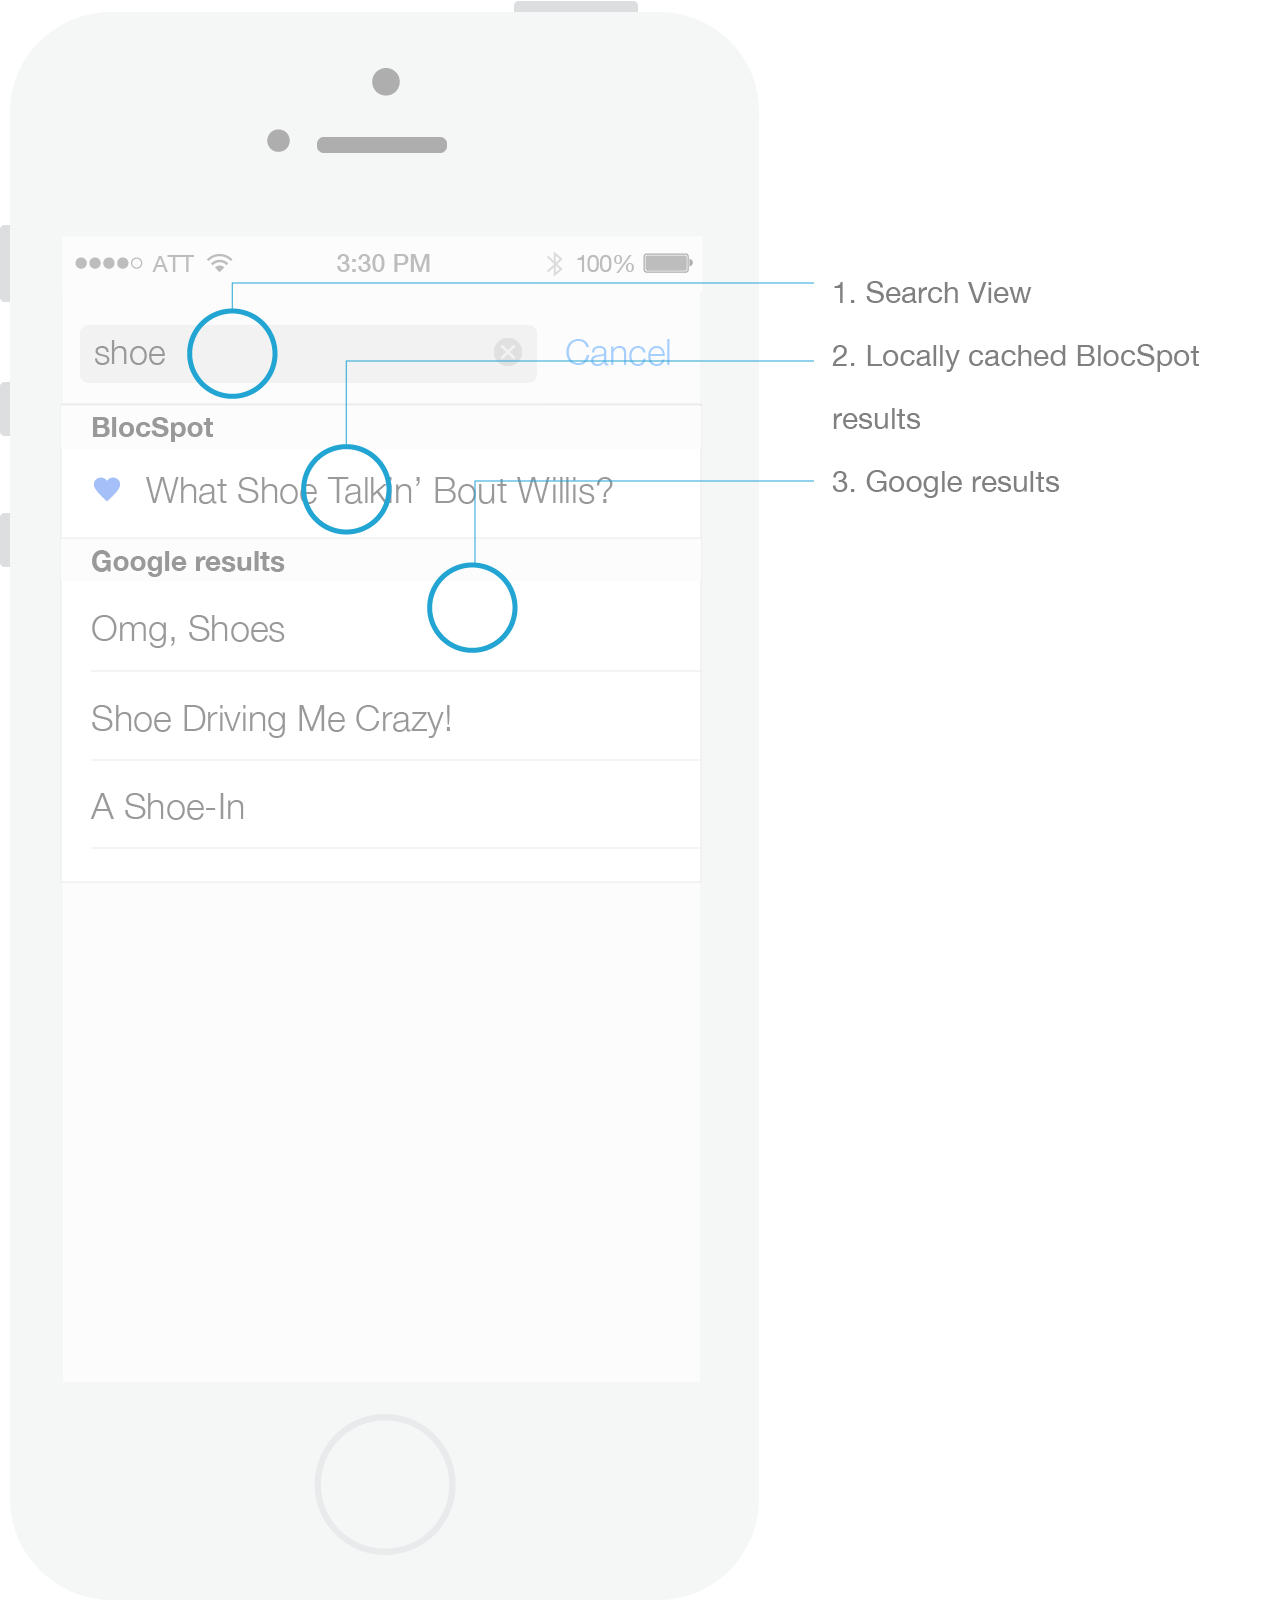 ATT 3:30 PM 100%
shoe Cancel
BlocSpot
What Shoe Talkin’ Bout Willis?
Google results
Omg, Shoes
Shoe Driving Me Crazy!
A Shoe-In
1. Search View
2. Locally cached BlocSpot
results
3. Google results